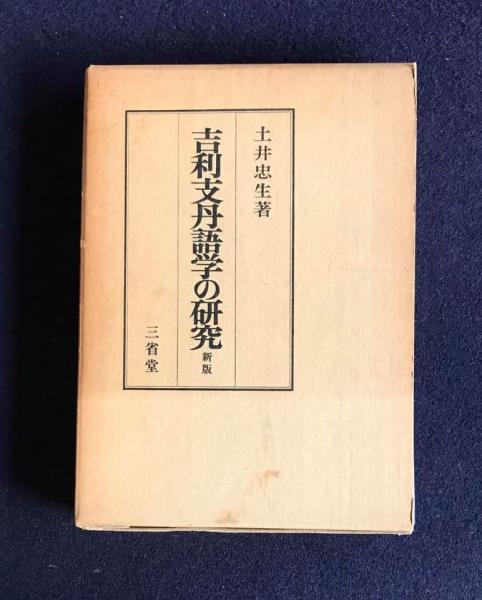 土井忠生著
吉利支丹語学の研究 新版
三省堂